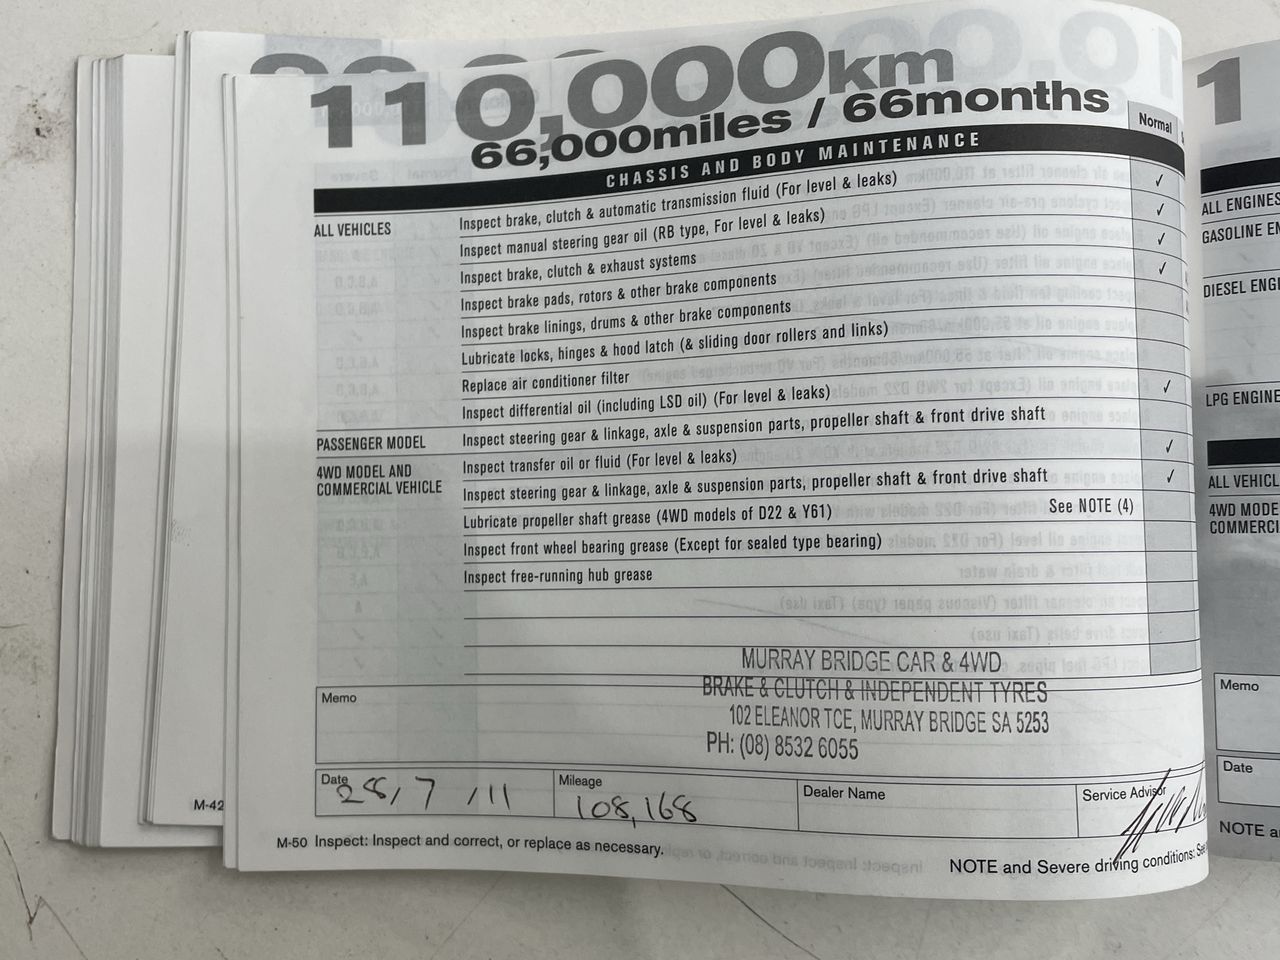 110,000km
66,000miles / 66months
Normal
CHASSIS AND BODY MAINTENANCE
ALL VEHICLES
Inspect brake, clutch & automatic transmission fluid (For level & leaks) ✓
Inspect manual steering gear oil (RB type, For level & leaks) ✓
Inspect brake, clutch & exhaust systems ✓
Inspect brake pads, rotors & other brake components ✓
Inspect brake linings, drums & other brake components
Lubricate locks, hinges & hood latch (& sliding door rollers and links)
Replace air conditioner filter
Inspect differential oil (including LSD oil) (For level & leaks) ✓
PASSENGER MODEL
Inspect steering gear & linkage, axle & suspension parts, propeller shaft & front drive shaft
4WD MODEL AND
COMMERCIAL VEHICLE
Inspect transfer oil or fluid (For level & leaks) ✓
Inspect steering gear & linkage, axle & suspension parts, propeller shaft & front drive shaft ✓
Lubricate propeller shaft grease (4WD models of D22 & Y61) See NOTE (4)
Inspect front wheel bearing grease (Except for sealed type bearing)
Inspect free-running hub grease
MURRAY BRIDGE CAR & 4WD
BRAKE & CLUTCH & INDEPENDENT TYRES
102 ELEANOR TCE, MURRAY BRIDGE SA 5253
PH: (08) 8532 6055
Memo
Date 28/7/11
Mileage 108,168
Dealer Name
Service Advisor
M-50 Inspect: Inspect and correct, or replace as necessary.
NOTE and Severe driving conditions: See
M-42
1
ALL ENGINES
GASOLINE EN
DIESEL ENGI
LPG ENGINE
ALL VEHICL
4WD MODE
COMMERCI
Memo
Date
NOTE a